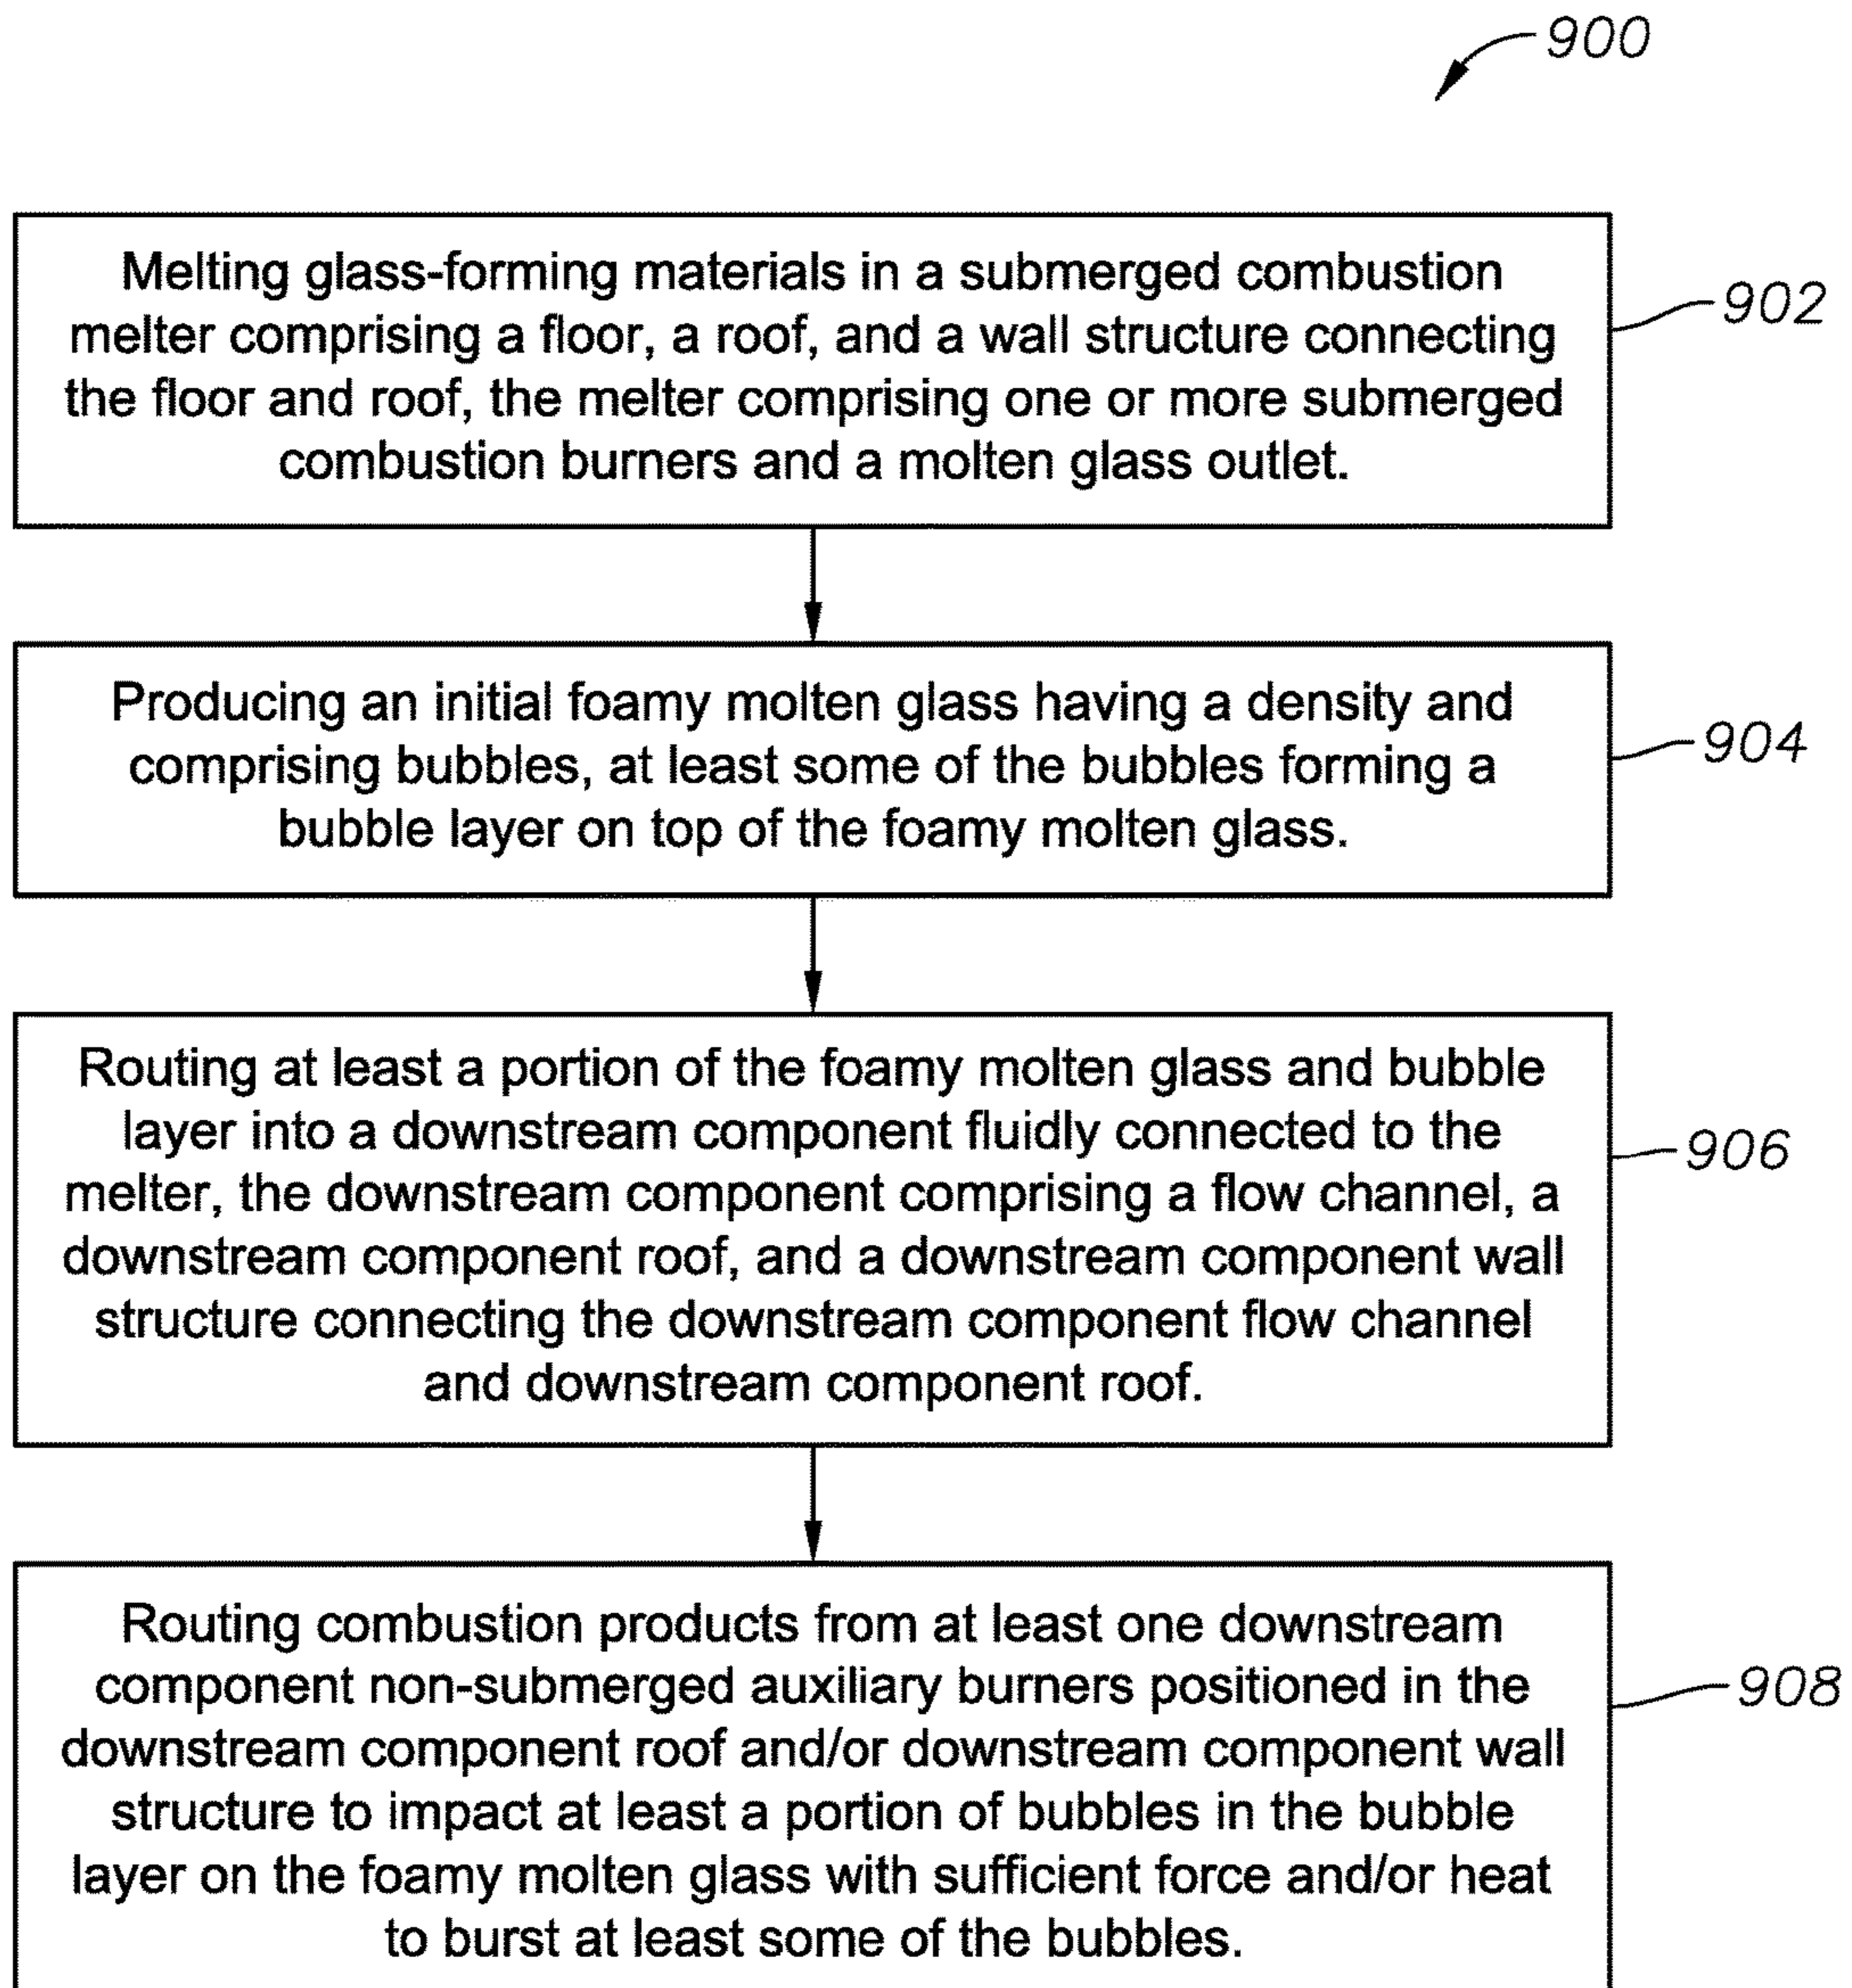 900
Melting glass-forming materials in a submerged combustion
melter comprising a floor, a roof, and a wall structure connecting
the floor and roof, the melter comprising one or more submerged
combustion burners and a molten glass outlet.
902
Producing an initial foamy molten glass having a density and
comprising bubbles, at least some of the bubbles forming a
bubble layer on top of the foamy molten glass.
904
Routing at least a portion of the foamy molten glass and bubble
layer into a downstream component fluidly connected to the
melter, the downstream component comprising a flow channel, a
downstream component roof, and a downstream component wall
structure connecting the downstream component flow channel
and downstream component roof.
906
Routing combustion products from at least one downstream
component non-submerged auxiliary burners positioned in the
downstream component roof and/or downstream component wall
structure to impact at least a portion of bubbles in the bubble
layer on the foamy molten glass with sufficient force and/or heat
to burst at least some of the bubbles.
908